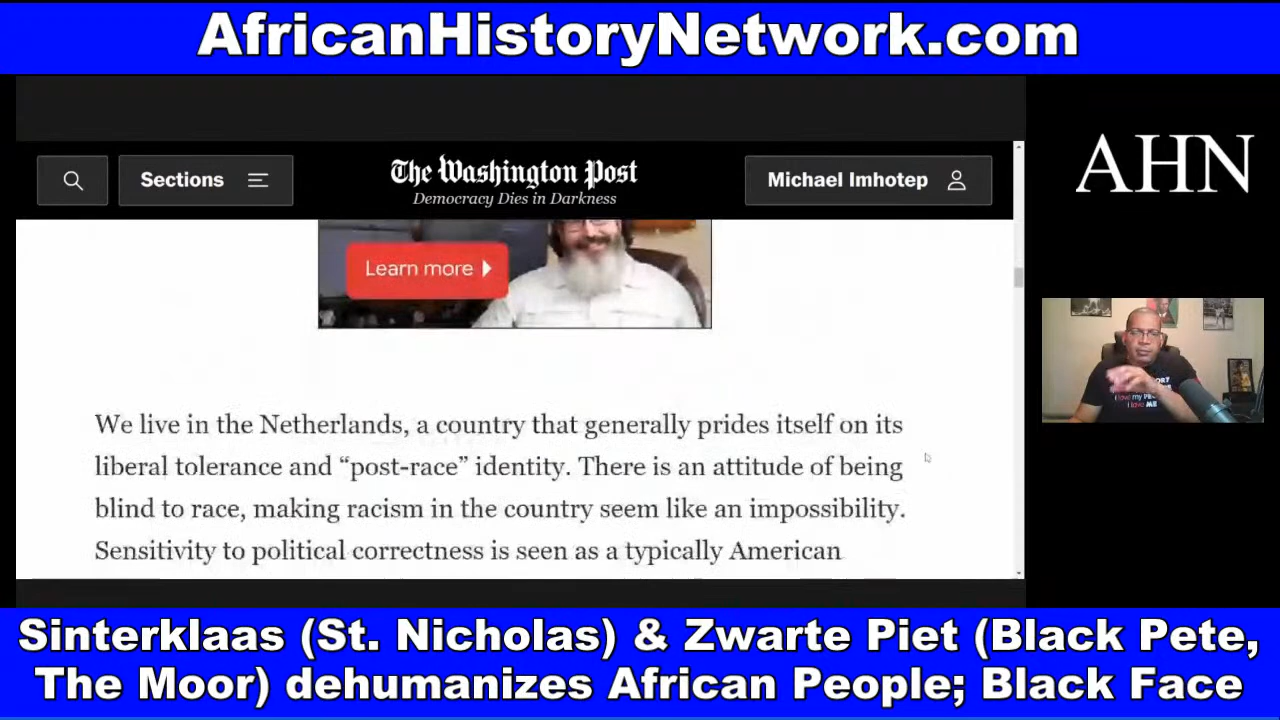 AfricanHistoryNetwork.com
Sections
The Washington Post
Democracy Dies in Darkness
Michael Imhotep
AHN
Learn more
We live in the Netherlands, a country that generally prides itself on its
liberal tolerance and “post-race” identity. There is an attitude of being
blind to race, making racism in the country seem like an impossibility.
Sensitivity to political correctness is seen as a typically American
Sinterklaas (St. Nicholas) & Zwarte Piet (Black Pete,
The Moor) dehumanizes African People; Black Face